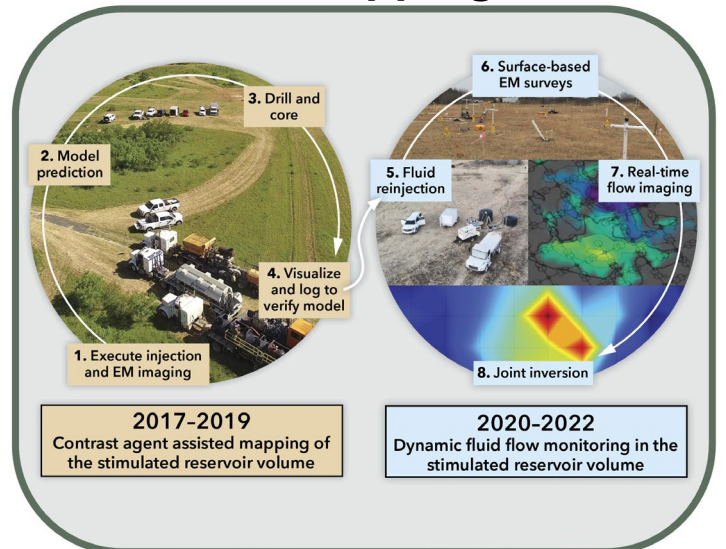 1. Execute injection
and EM imaging
2. Model
prediction
3. Drill and
core
4. Visualize
and log to
verify model
5. Fluid
reinjection
6. Surface-based
EM surveys
7. Real-time
flow imaging
8. Joint inversion
2017–2019
Contrast agent assisted mapping of
the stimulated reservoir volume
2020–2022
Dynamic fluid flow monitoring in the
stimulated reservoir volume